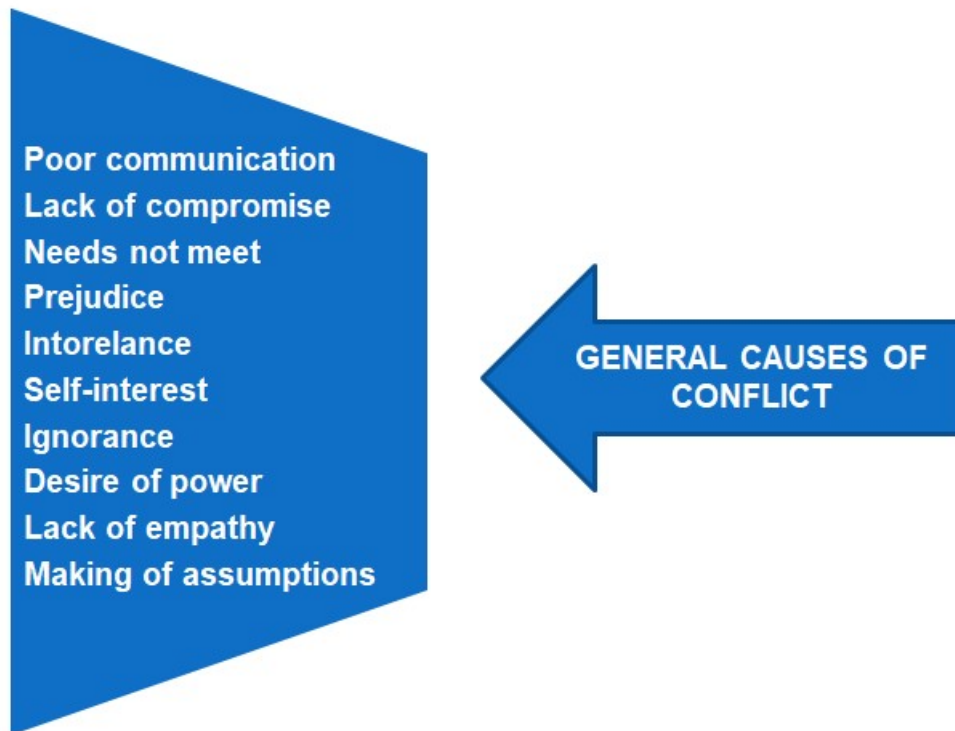 Poor communication
Lack of compromise
Needs not meet
Prejudice
Intorelance
Self-interest
Ignorance
Desire of power
Lack of empathy
Making of assumptions
GENERAL CAUSES OF
CONFLICT